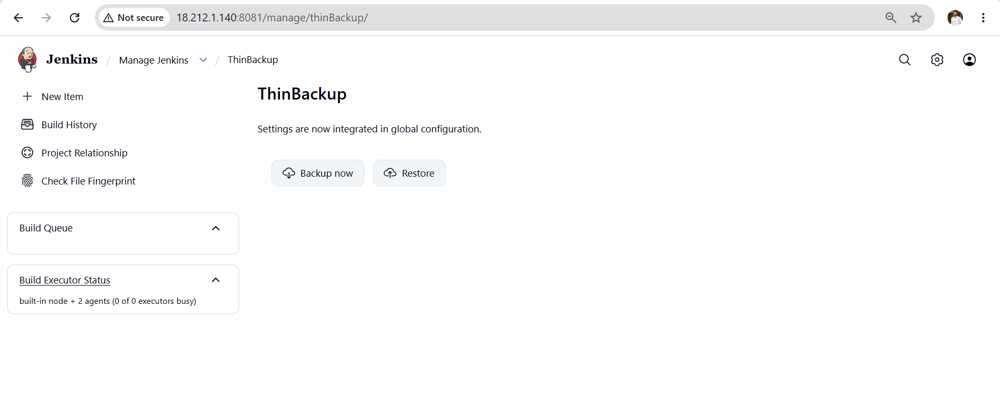 Not secure 18.212.1.140:8081/manage/thinBackup/
Jenkins / Manage Jenkins / ThinBackup
New Item
Build History
Project Relationship
Check File Fingerprint
Build Queue
Build Executor Status
built-in node + 2 agents (0 of 0 executors busy)
ThinBackup
Settings are now integrated in global configuration.
Backup now Restore